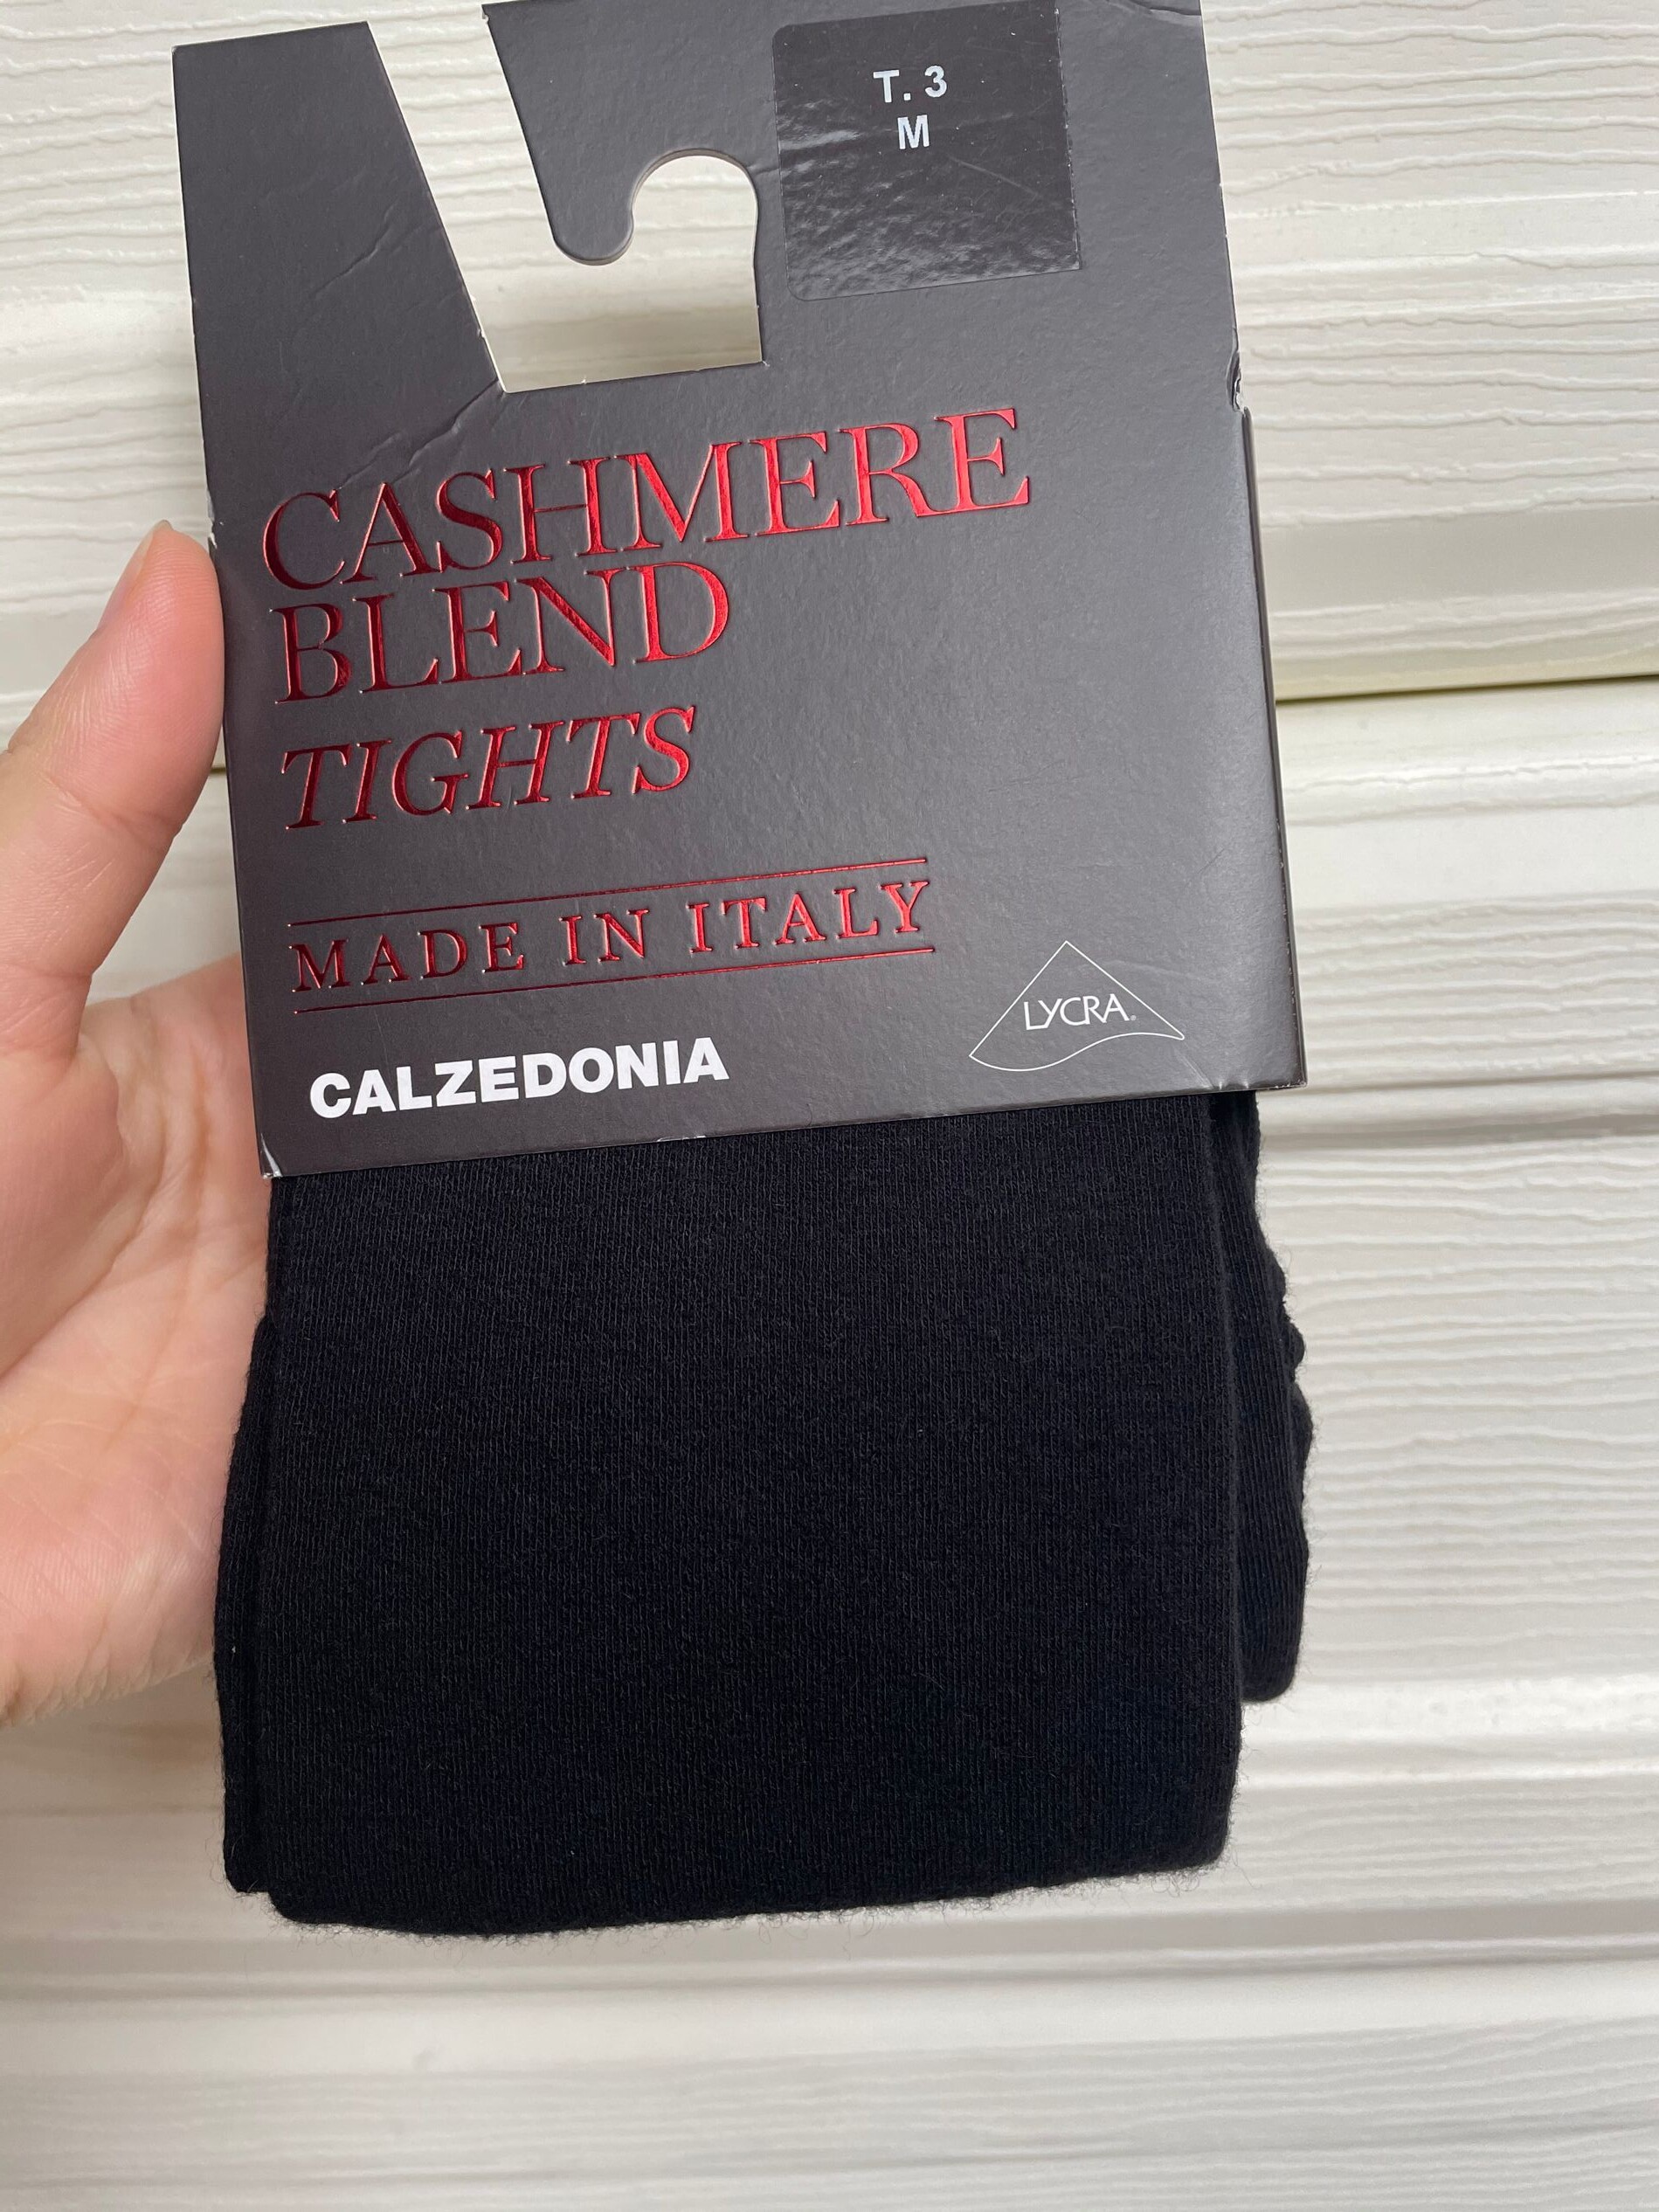 T. 3
M
CASHMERE
BLEND
TIGHTS
MADE IN ITALY
LYCRA®
CALZEDONIA